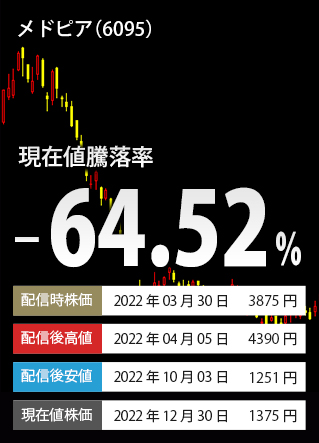 メドピア（6095）
現在値騰落率
−64.52%
配信時株価 2022年03月30日 3875円
配信後高値 2022年04月05日 4390円
配信後安値 2022年10月03日 1251円
現在値株価 2022年12月30日 1375円